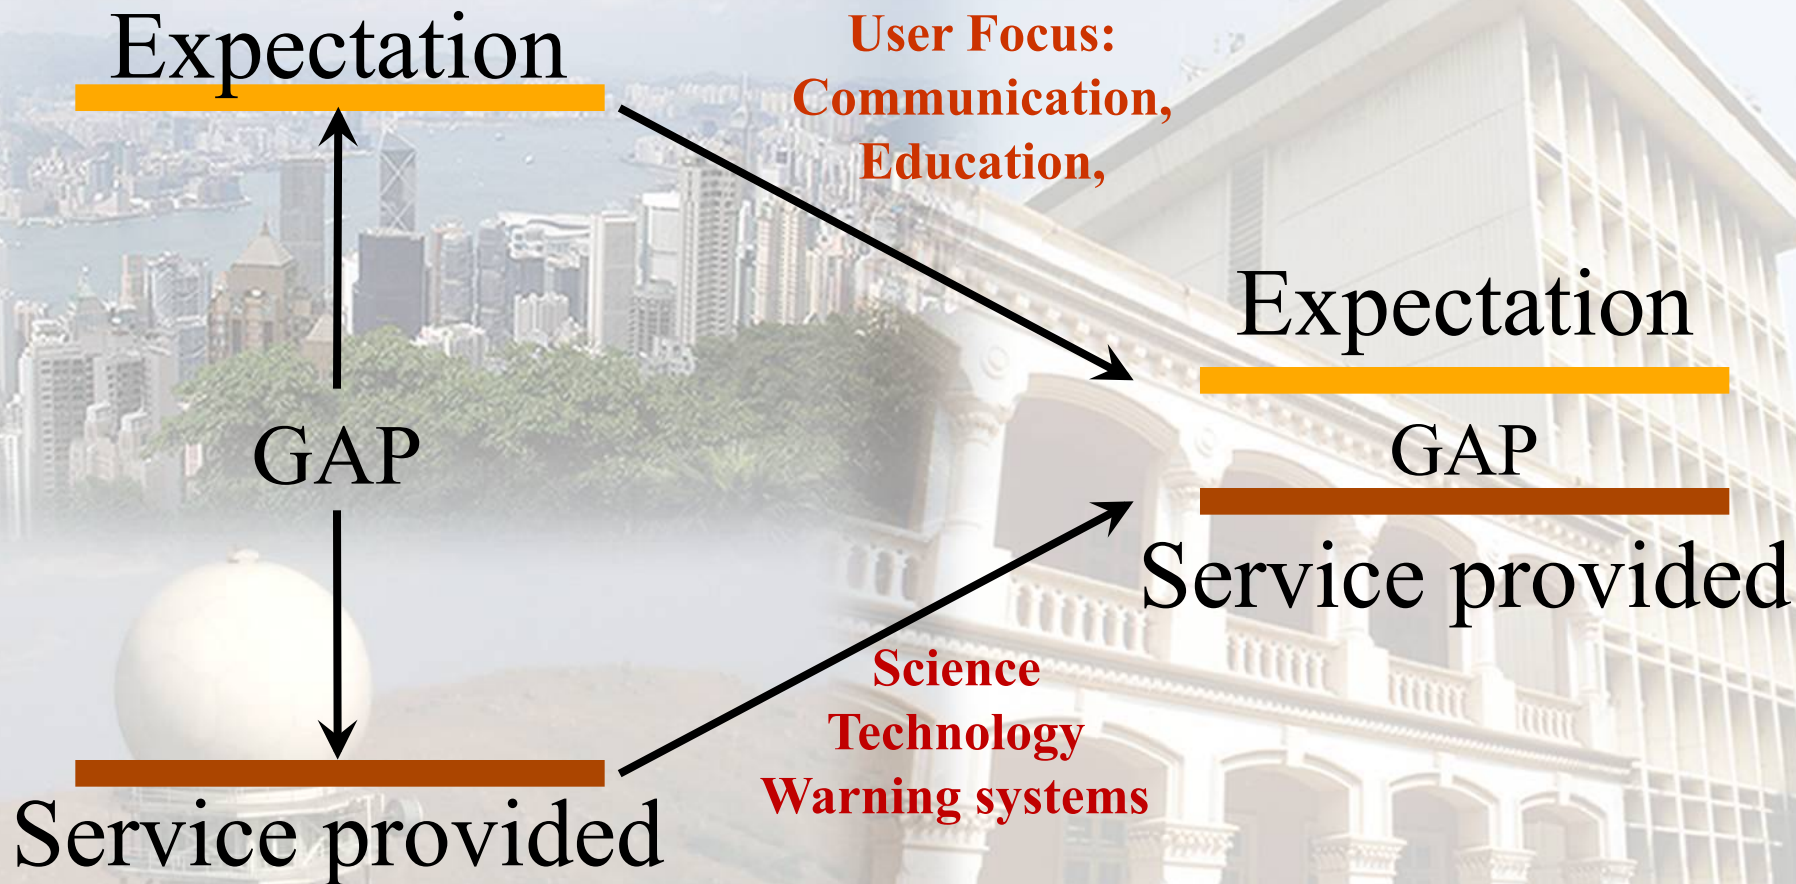 Expectation
User Focus:
Communication,
Education,
Expectation
GAP
GAP
Service provided
Science
Technology
Warning systems
Service provided